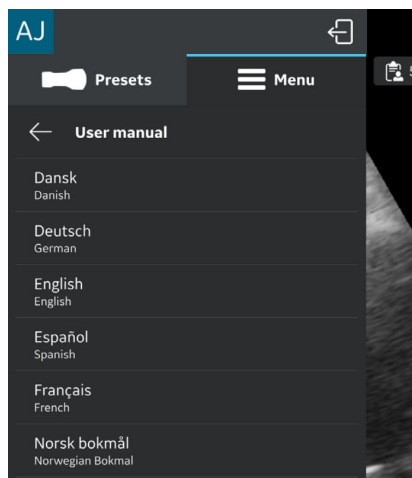 AJ
Presets
Menu
User manual
Dansk
Danish
Deutsch
German
English
English
Español
Spanish
Français
French
Norsk bokmål
Norwegian Bokmal